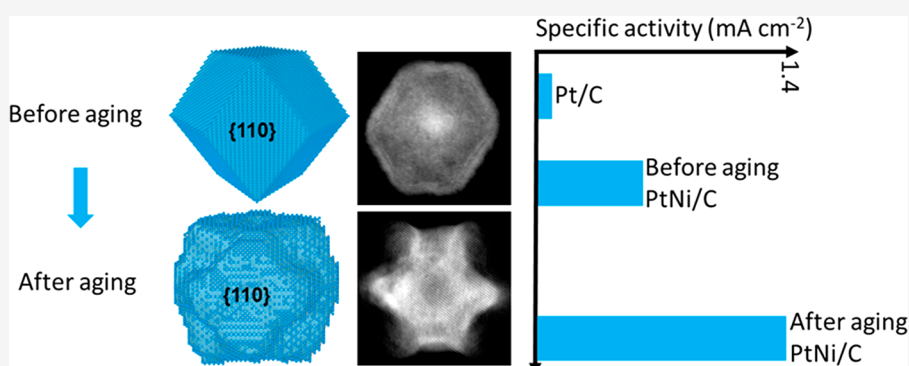 Specific activity (mA cm-2)
1.4
Before aging
{110}
Pt/C
Before aging
PtNi/C
After aging
{110}
After aging
PtNi/C